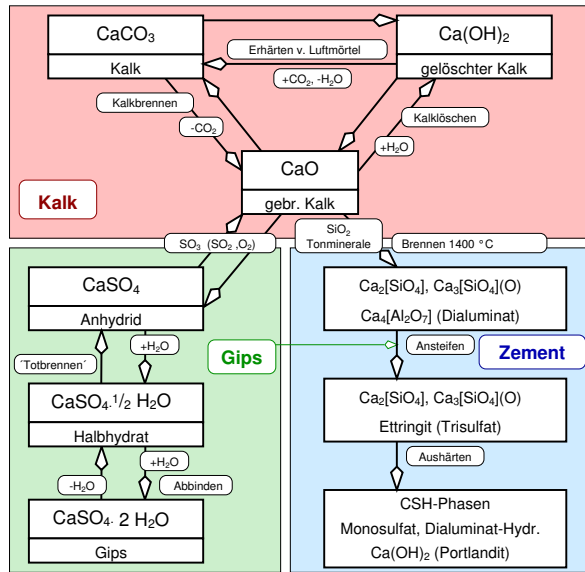 CaCO₃
Kalk
Ca(OH)₂
gelöschter Kalk
Erhärten v. Luftmörtel
+CO₂, -H₂O
Kalkbrennen
-CO₂
Kalklöschen
+H₂O
CaO
gebr. Kalk
Kalk
SO₃ (SO₂ ,O₂)
SiO₂
Tonminerale
Brennen 1400 °C
CaSO₄
Anhydrid
´Totbrennen´
+H₂O
CaSO₄·1/2 H₂O
Halbhydrat
-H₂O
+H₂O
Abbinden
CaSO₄· 2 H₂O
Gips
Gips
Ca₂[SiO₄], Ca₃[SiO₄](O)
Ca₄[Al₂O₇] (Dialuminat)
Ansteifen
Zement
Ca₂[SiO₄], Ca₃[SiO₄](O)
Ettringit (Trisulfat)
Aushärten
CSH-Phasen
Monosulfat, Dialuminat-Hydr.
Ca(OH)₂ (Portlandit)